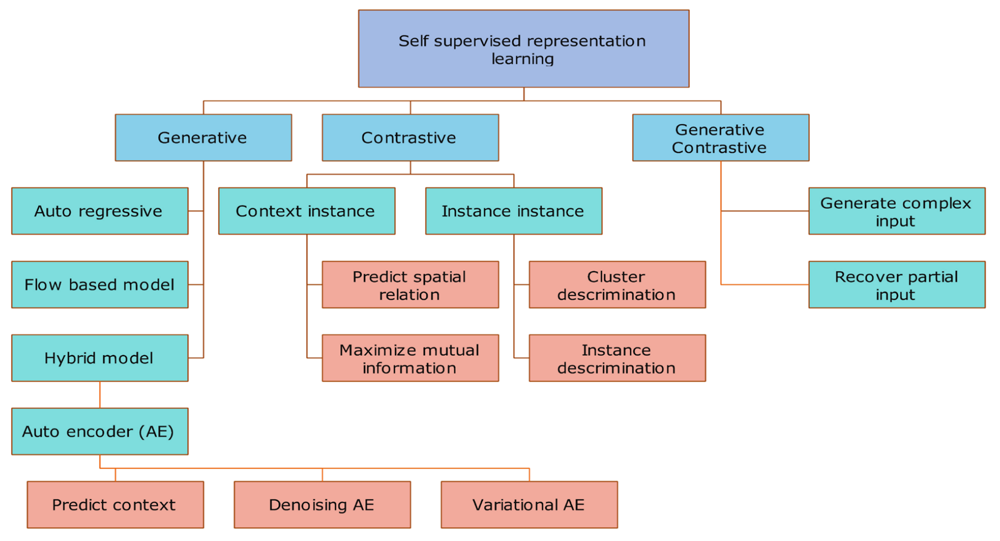 Self supervised representation
learning
Generative
Contrastive
Generative
Contrastive
Auto regressive
Context instance
Instance instance
Generate complex
input
Flow based model
Predict spatial
relation
Cluster
descrimination
Recover partial
input
Hybrid model
Maximize mutual
information
Instance
descrimination
Auto encoder (AE)
Predict context
Denoising AE
Variational AE